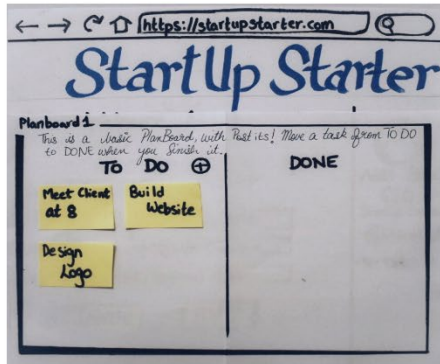 https://startupstarter.com
StartUp Starter
Planboard 1
This is a basic PlanBoard, with Post its! Move a task from TO DO
to DONE when you finish it.
TO DO
DONE
Meet Client
at 8
Build
Website
Design
Logo